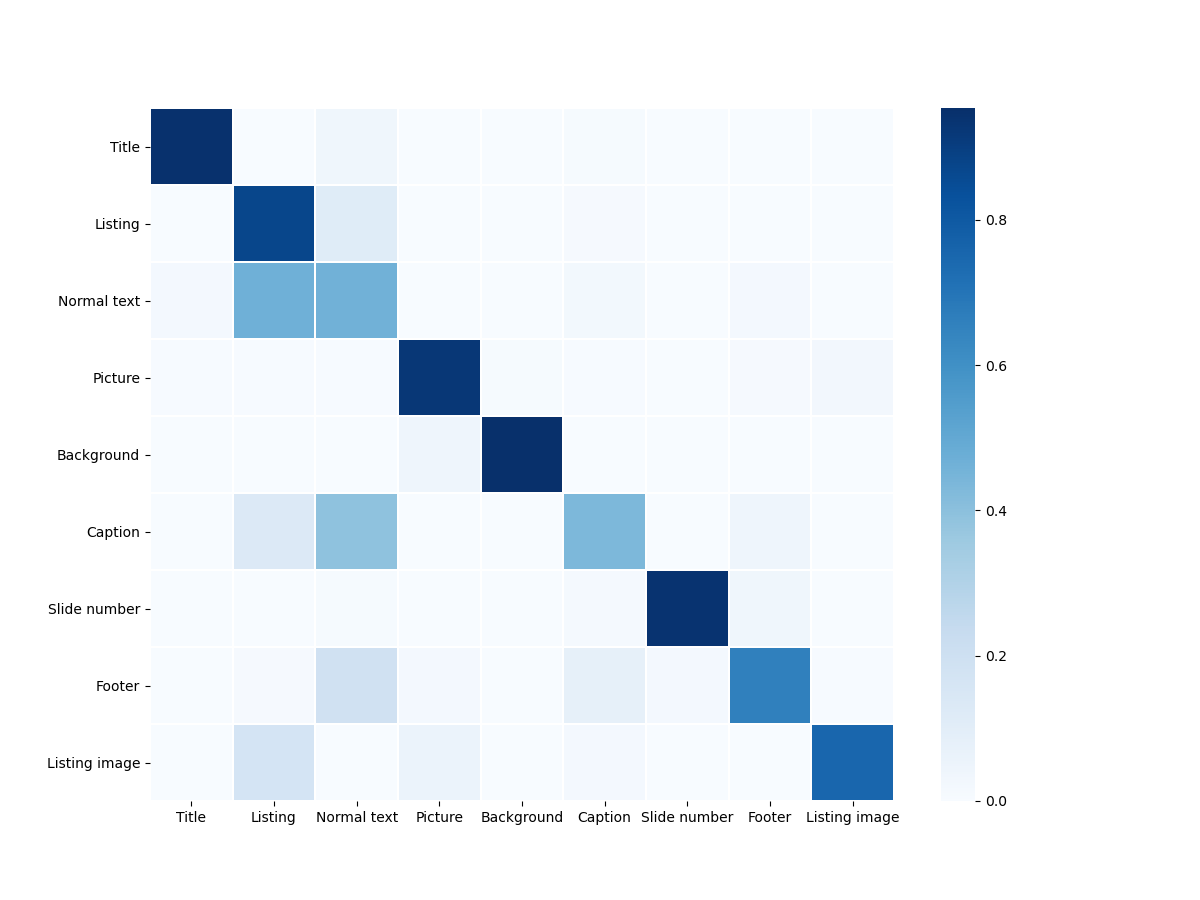 Title
Listing
Normal text
Picture
Background
Caption
Slide number
Footer
Listing image
Title Listing Normal text Picture Background Caption Slide number Footer Listing image
0.8
0.6
0.4
0.2
0.0